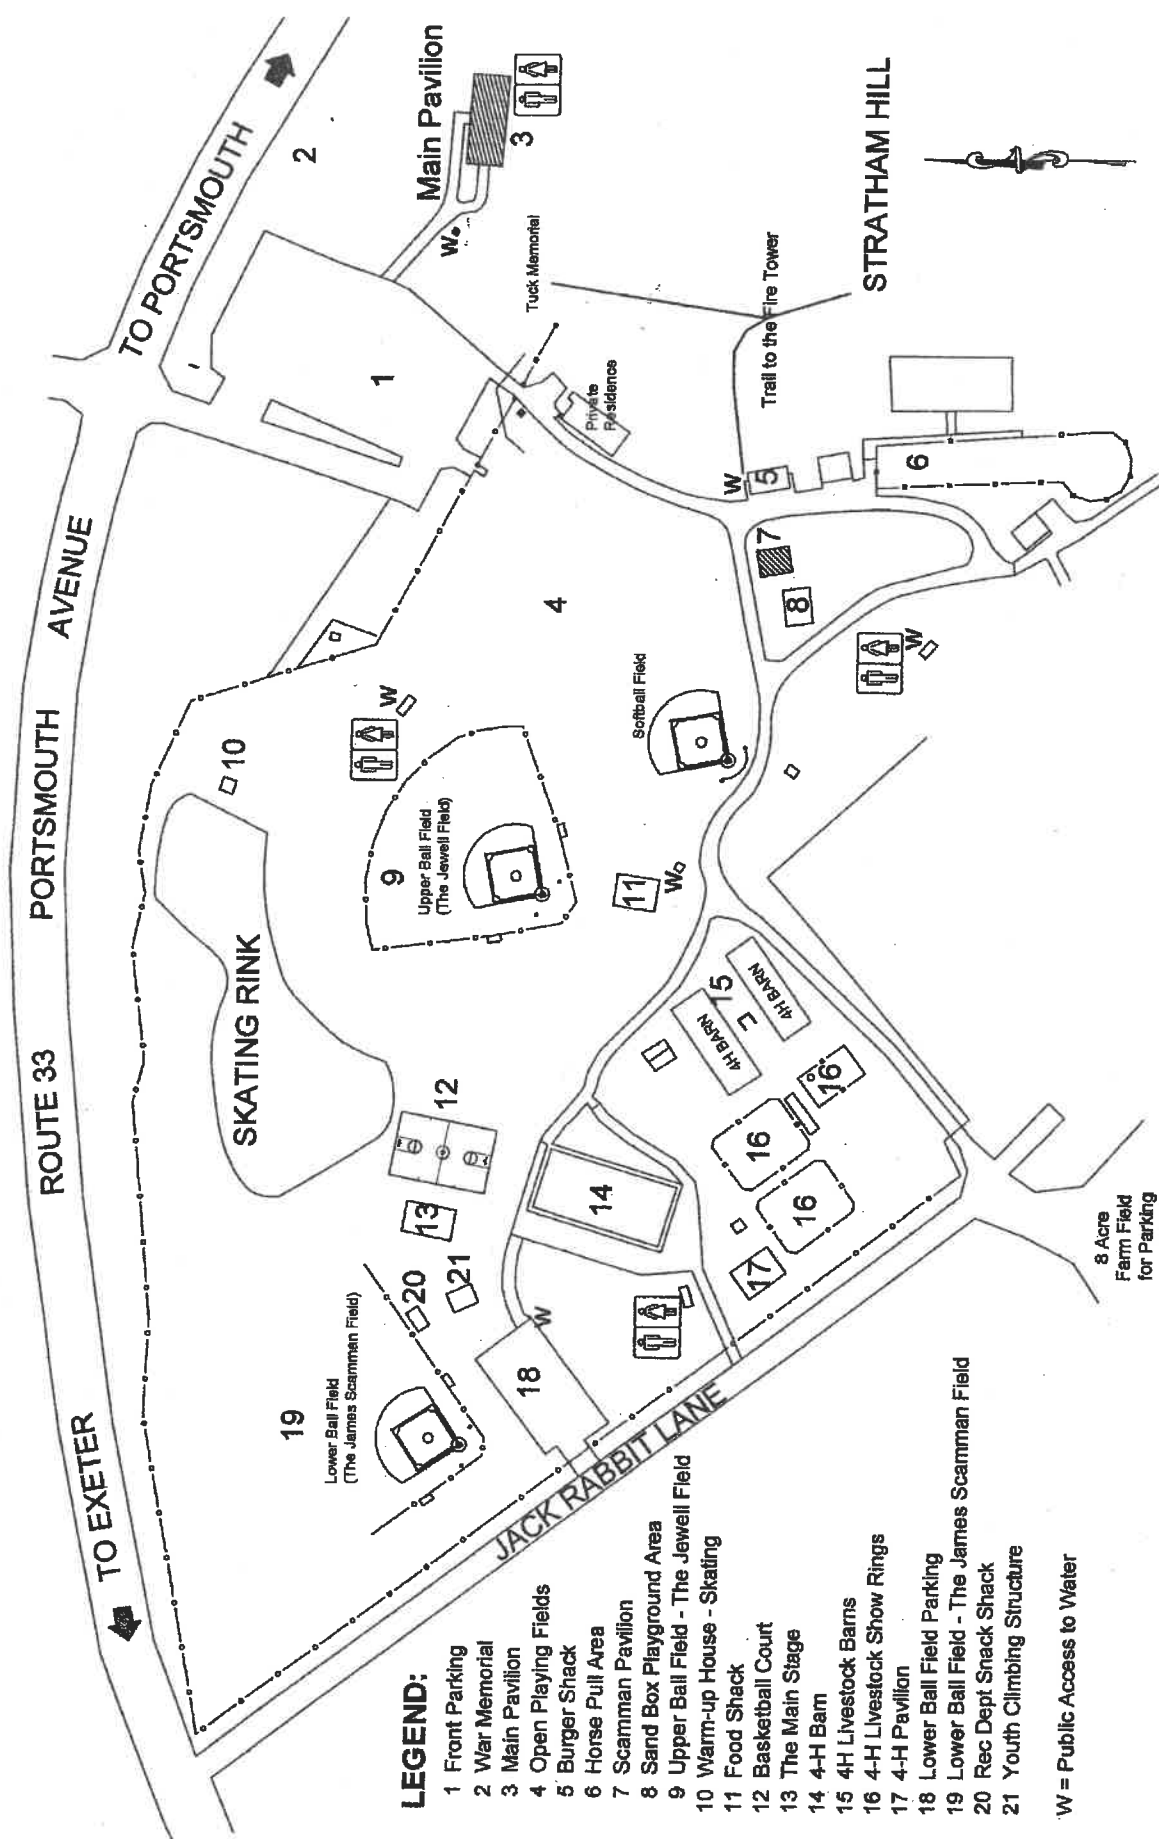 TO EXETER
ROUTE 33
PORTSMOUTH
AVENUE
TO PORTSMOUTH
2
Main Pavilion
3
W
1
Tuck Memorial
STRATHAM HILL
Trail to the Fire Tower
Private
Residence
W
5
6
7
8
4
W
Softball Field
10
W
9
Upper Ball Field
(The Jewell Field)
11
W
SKATING RINK
12
13
14
15
4H BARN
4H BARN
16
16
16
17
20
21
W
18
19
Lower Ball Field
(The James Scamman Field)
JACK RABBIT LANE
8 Acre
Farm Field
for Parking
LEGEND:
1 Front Parking
2 War Memorial
3 Main Pavilion
4 Open Playing Fields
5 Burger Shack
6 Horse Pull Area
7 Scamman Pavilion
8 Sand Box Playground Area
9 Upper Ball Field - The Jewell Field
10 Warm-up House - Skating
11 Food Shack
12 Basketball Court
13 The Main Stage
14 4-H Barn
15 4H Livestock Barns
16 4-H Livestock Show Rings
17 4-H Pavilion
18 Lower Ball Field Parking
19 Lower Ball Field - The James Scamman Field
20 Rec Dept Snack Shack
21 Youth Climbing Structure
W = Public Access to Water